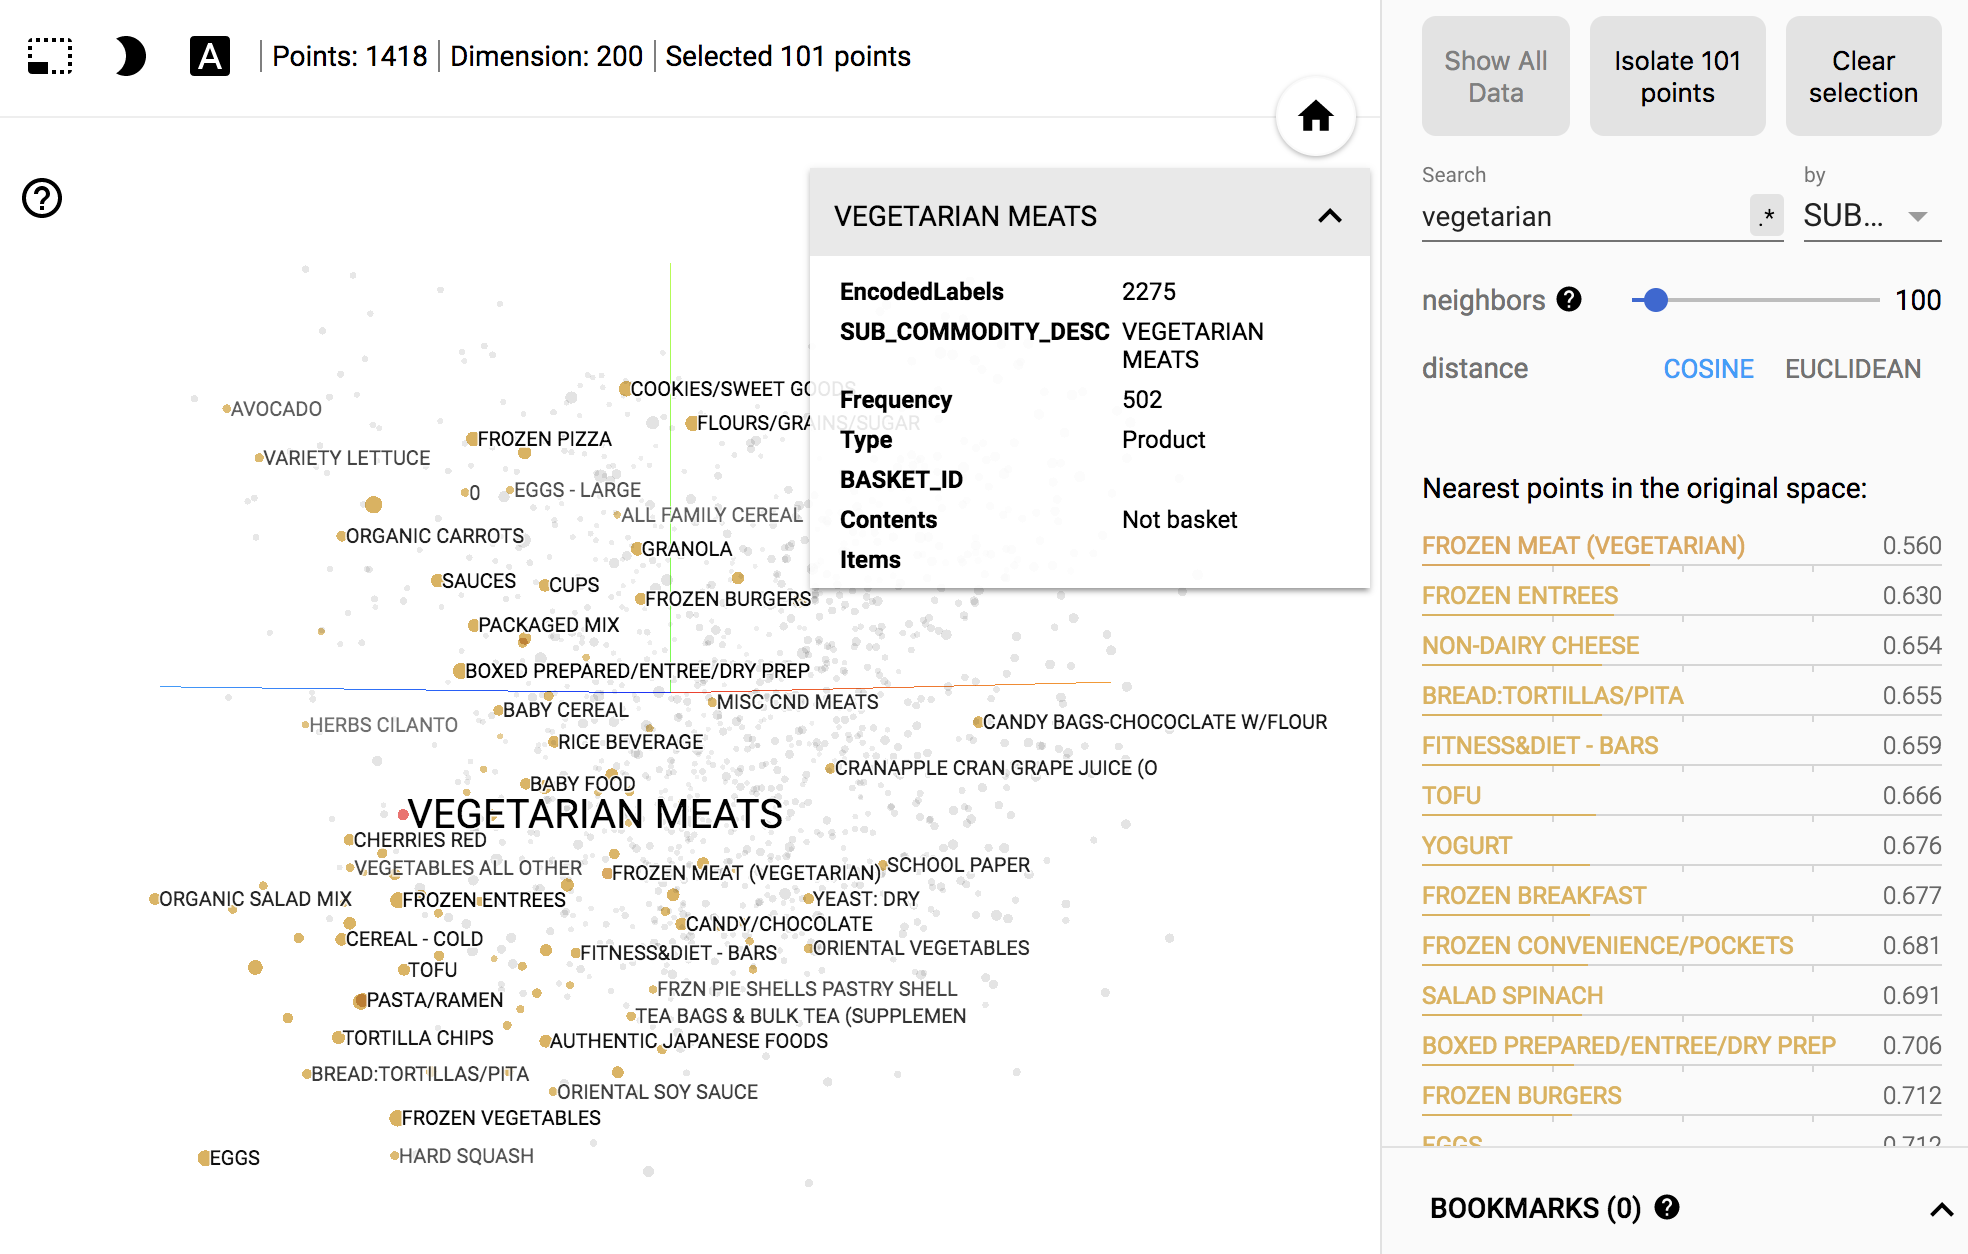 A
Points: 1418 | Dimension: 200 | Selected 101 points
Show All Data
Isolate 101 points
Clear selection
Search
by
vegetarian
.*
SUB...
neighbors ?
100
distance
COSINE
EUCLIDEAN
Nearest points in the original space:
FROZEN MEAT (VEGETARIAN) 0.560
FROZEN ENTREES 0.630
NON-DAIRY CHEESE 0.654
BREAD:TORTILLAS/PITA 0.655
FITNESS&DIET - BARS 0.659
TOFU 0.666
YOGURT 0.676
FROZEN BREAKFAST 0.677
FROZEN CONVENIENCE/POCKETS 0.681
SALAD SPINACH 0.691
BOXED PREPARED/ENTREE/DRY PREP 0.706
FROZEN BURGERS 0.712
EGGS 0.712
BOOKMARKS (0) ?
?
VEGETARIAN MEATS
EncodedLabels 2275
SUB_COMMODITY_DESC VEGETARIAN
MEATS
Frequency 502
Type Product
BASKET_ID
Contents Not basket
Items
COOKIES/SWEET GOODS
AVOCADO
FLOURS/GRAINS/SUGAR
FROZEN PIZZA
VARIETY LETTUCE
0
EGGS - LARGE
ALL FAMILY CEREAL
ORGANIC CARROTS
GRANOLA
SAUCES
CUPS
FROZEN BURGERS
PACKAGED MIX
BOXED PREPARED/ENTREE/DRY PREP
MISC CND MEATS
BABY CEREAL
HERBS CILANTO
CANDY BAGS-CHOCOCLATE W/FLOUR
RICE BEVERAGE
CRANAPPLE CRAN GRAPE JUICE (O
BABY FOOD
VEGETARIAN MEATS
CHERRIES RED
VEGETABLES ALL OTHER
SCHOOL PAPER
FROZEN MEAT (VEGETARIAN)
ORGANIC SALAD MIX
FROZEN ENTREES
YEAST: DRY
CANDY/CHOCOLATE
CEREAL - COLD
ORIENTAL VEGETABLES
FITNESS&DIET - BARS
TOFU
FRZN PIE SHELLS PASTRY SHELL
PASTA/RAMEN
TEA BAGS & BULK TEA (SUPPLEMEN
TORTILLA CHIPS
AUTHENTIC JAPANESE FOODS
BREAD:TORTILLAS/PITA
ORIENTAL SOY SAUCE
FROZEN VEGETABLES
HARD SQUASH
EGGS